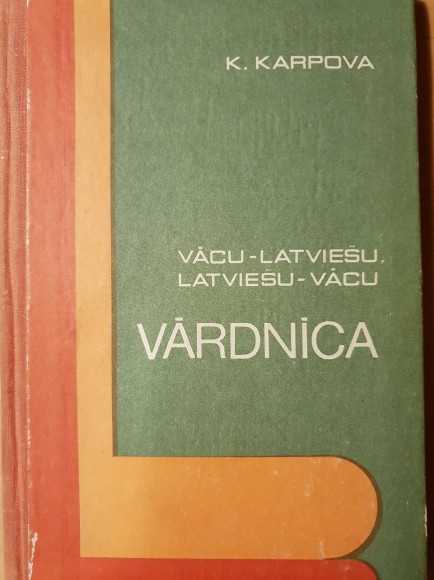 K. KARPOVA
VĀCU-LATVIEŠU,
LATVIEŠU-VĀCU
VĀRDNĪCA